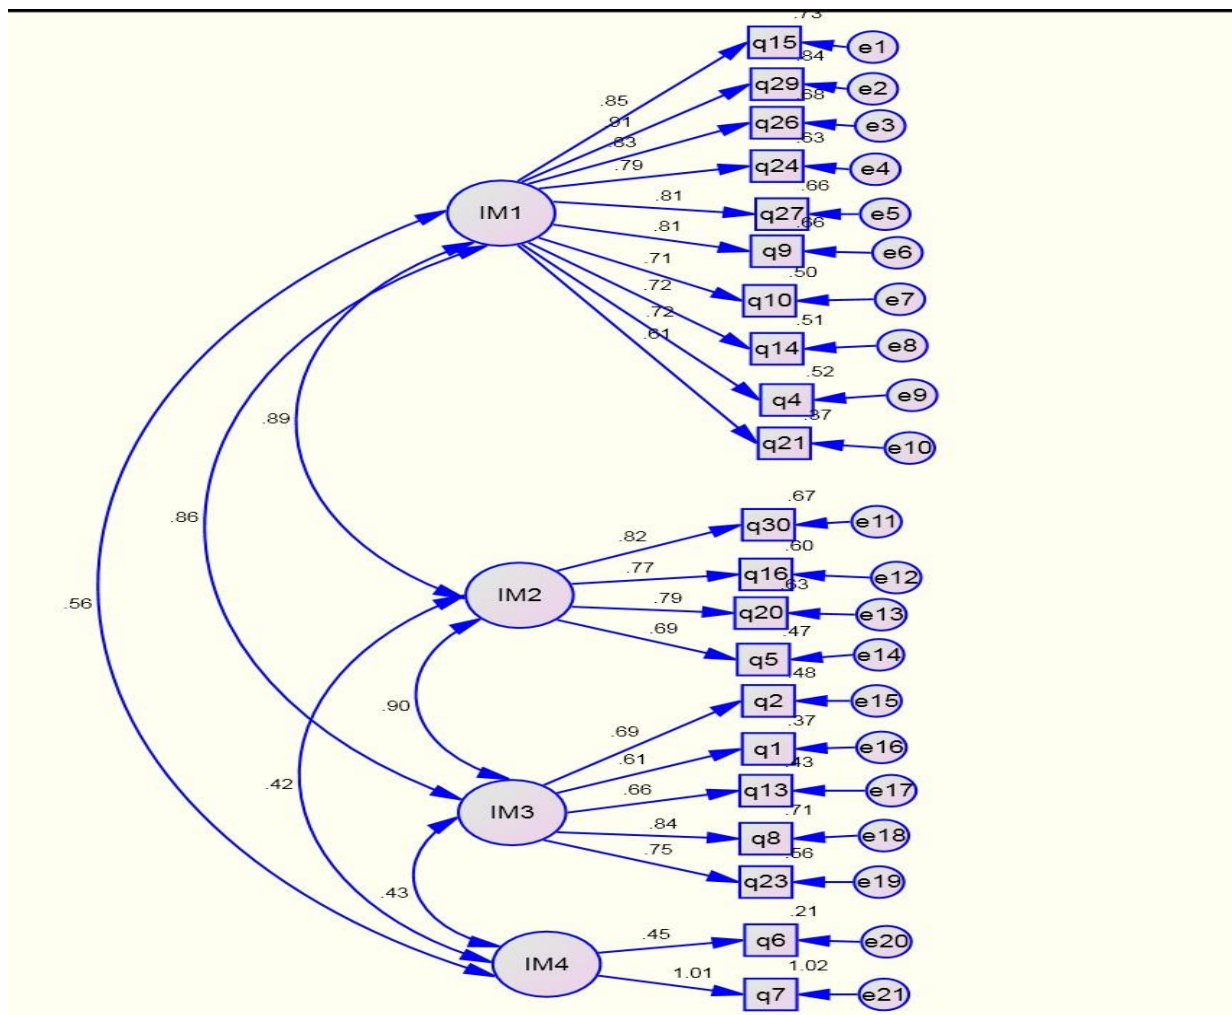 .73
q15 e1
.84
q29 e2
.85
.68
q26 e3
.91
.83
.63
q24 e4
.79
.66
IM1
.81
q27 e5
.66
.81
q9 e6
.50
.71
q10 e7
.72
.51
.72
q14 e8
.61
.52
q4 e9
.37
.89
q21 e10
.67
.86
.82
q30 e11
.60
.77
q16 e12
.63
IM2
.79
q20 e13
.56
.69
.47
q5 e14
.48
.90
q2 e15
.69
.37
.61
q1 e16
.43
.42
.66
q13 e17
.71
IM3
.84
q8 e18
.75
.56
q23 e19
.43
.21
.45
q6 e20
IM4
1.01
1.02
q7 e21